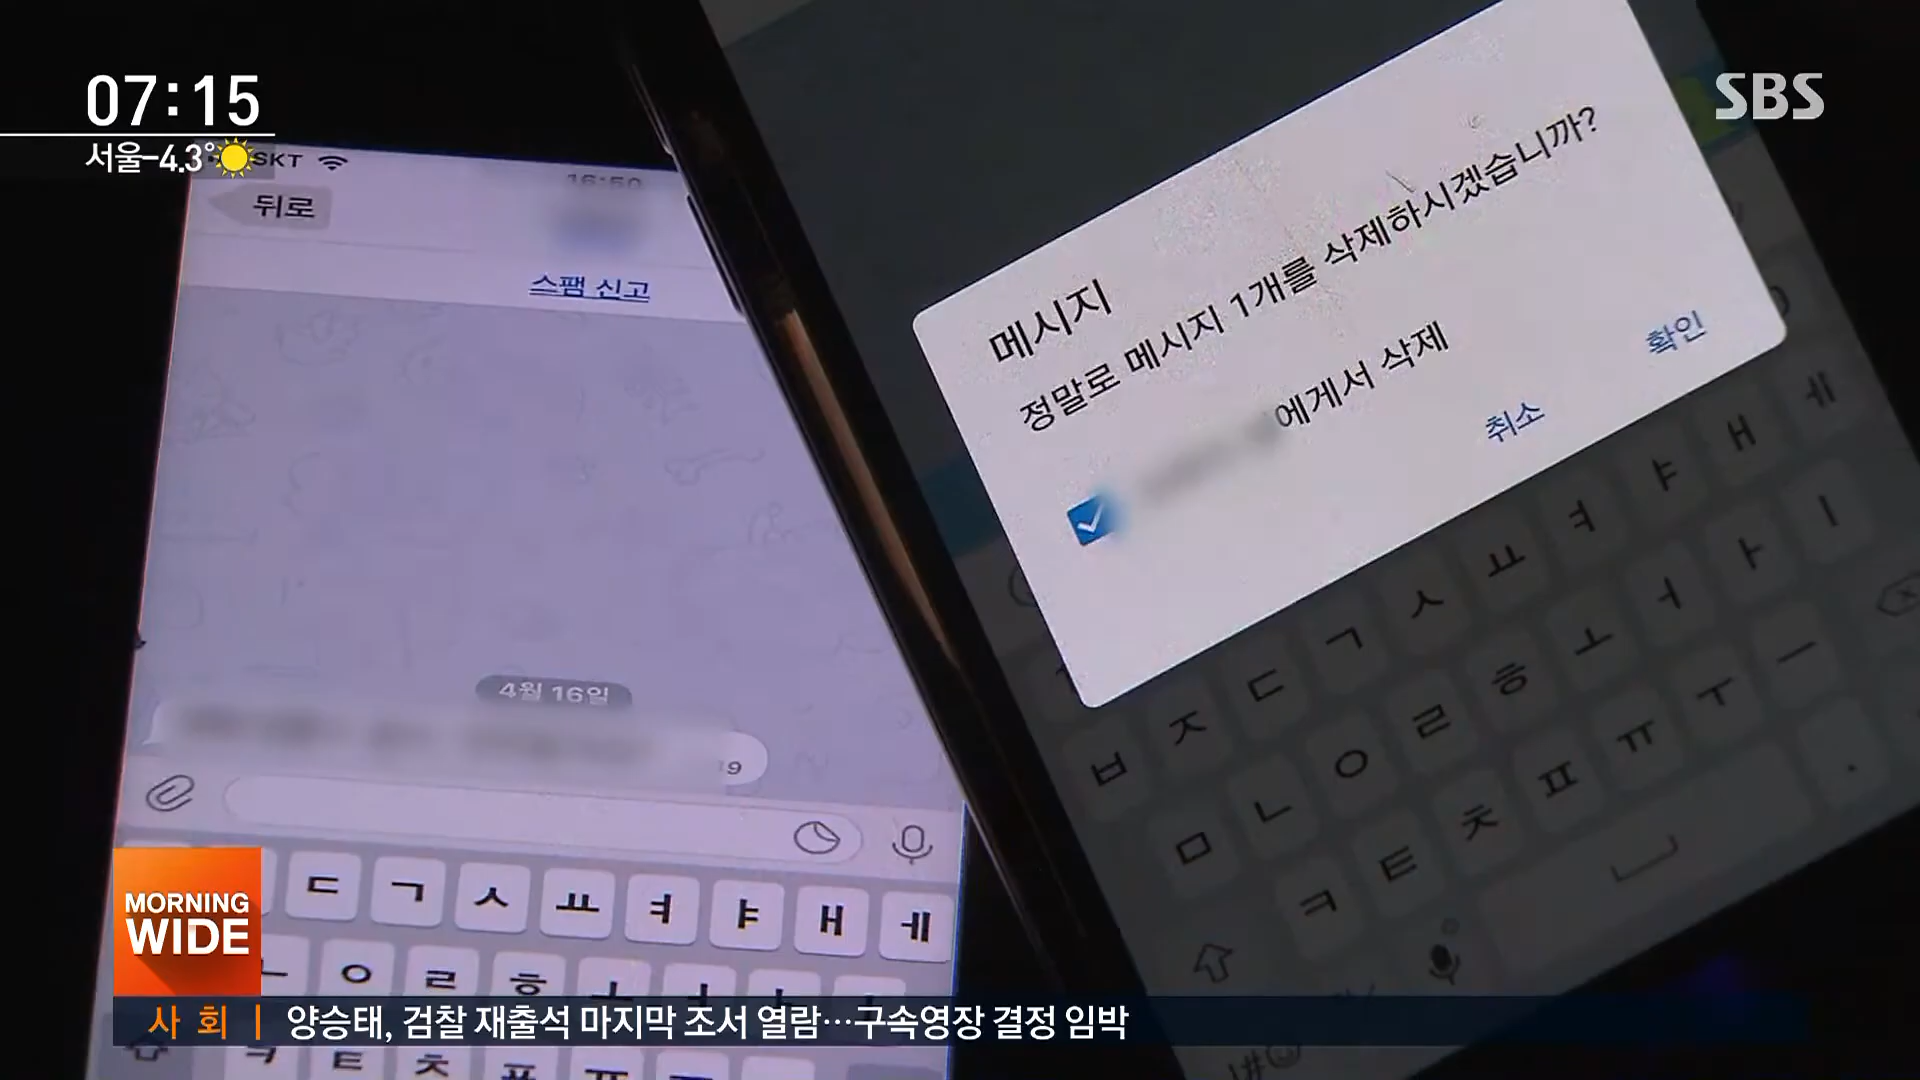 07:15
서울 -4.3°
SBS
SKT
16:50
뒤로
스팸 신고
4월 16일
메시지
정말로 메시지 1개를 삭제하시겠습니까?
에게서 삭제
취소
확인
ㅂ ㅈ ㄷ ㄱ ㅅ ㅛ ㅕ ㅑ ㅐ ㅔ
ㅁ ㄴ ㅇ ㄹ ㅎ ㅗ ㅓ ㅏ ㅣ
ㅋ ㅌ ㅊ ㅍ ㅠ ㅜ ㅡ
.
!#
ㄷ ㄱ ㅅ ㅛ ㅕ ㅑ ㅐ ㅔ
ㄴ ㅇ ㄹ ㅎ ㅗ ㅓ ㅏ ㅣ
ㅋ ㅌ ㅊ ㅍ ㅠ ㅜ
MORNING
WIDE
사 회 | 양승태, 검찰 재출석 마지막 조서 열람…구속영장 결정 임박